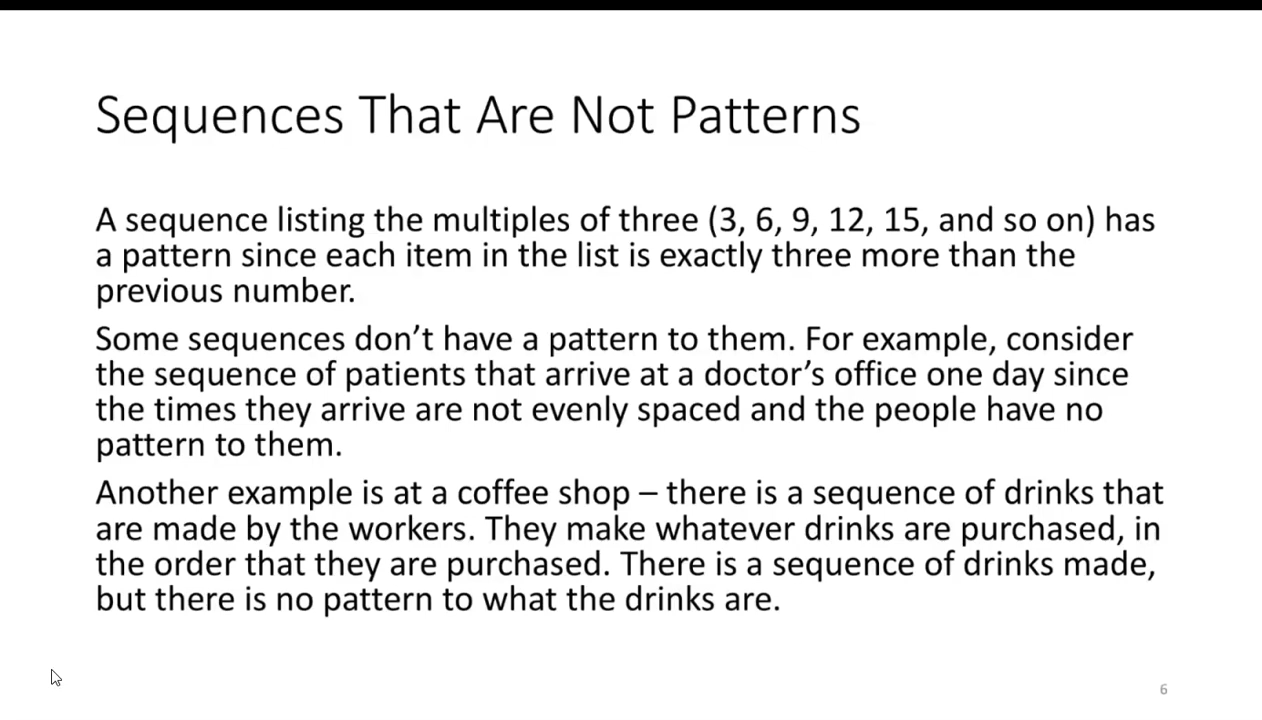 Sequences That Are Not Patterns
A sequence listing the multiples of three (3, 6, 9, 12, 15, and so on) has
a pattern since each item in the list is exactly three more than the
previous number.
Some sequences don’t have a pattern to them. For example, consider
the sequence of patients that arrive at a doctor’s office one day since
the times they arrive are not evenly spaced and the people have no
pattern to them.
Another example is at a coffee shop – there is a sequence of drinks that
are made by the workers. They make whatever drinks are purchased, in
the order that they are purchased. There is a sequence of drinks made,
but there is no pattern to what the drinks are.
6